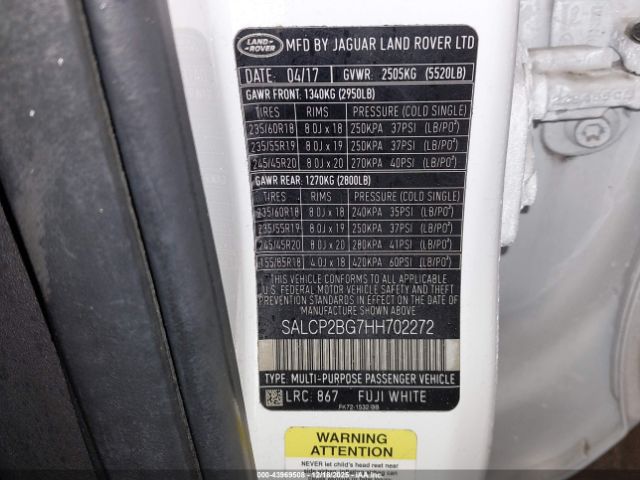 LAND-ROVER
MFD BY JAGUAR LAND ROVER LTD
DATE: 04/17 GVWR: 2505KG (5520LB)
GAWR FRONT: 1340KG (2950LB)
TIRES RIMS PRESSURE (COLD SINGLE)
235/60R18 8.0J x 18 250KPA 37PSI (LB/PO²)
235/55R19 8.0J x 19 250KPA 37PSI (LB/PO²)
245/45R20 8.0J x 20 270KPA 40PSI (LB/PO²)
GAWR REAR: 1270KG (2800LB)
TIRES RIMS PRESSURE (COLD SINGLE)
235/60R18 8.0J x 18 240KPA 35PSI (LB/PO²)
235/55R19 8.0J x 19 250KPA 37PSI (LB/PO²)
245/45R20 8.0J x 20 280KPA 41PSI (LB/PO²)
155/85R18 4.0J x 18 420KPA 60PSI (LB/PO²)
THIS VEHICLE CONFORMS TO ALL APPLICABLE
U.S. FEDERAL MOTOR VEHICLE SAFETY AND THEFT
PREVENTION STANDARDS IN EFFECT ON THE DATE OF
MANUFACTURE SHOWN ABOVE.
SALCP2BG7HH702272
TYPE: MULTI-PURPOSE PASSENGER VEHICLE
LRC: 867 FUJI WHITE
WARNING
ATTENTION
NEVER let child's head rest near
000-43969508 - 12/18/2025 - IAA.com